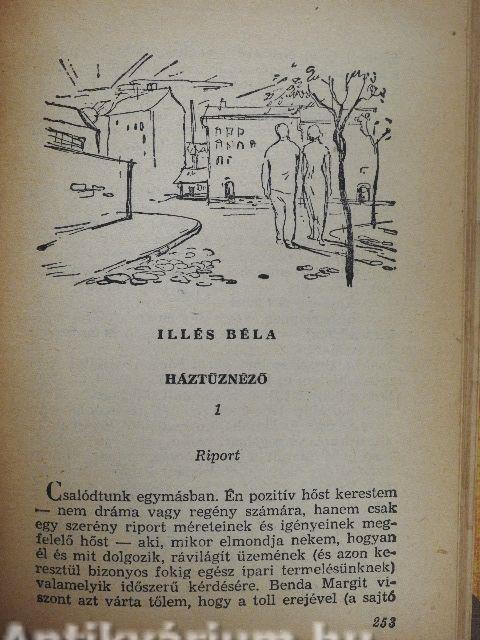 ILLÉS BÉLA
HÁZTŰZNÉZŐ
1
Riport
Csalódtunk egymásban. Én pozitív hőst kerestem
— nem dráma vagy regény számára, hanem csak
egy szerény riport méreteinek és igényeinek meg-
felelő hőst — aki, mikor elmondja nekem, hogyan
él és mit dolgozik, rávilágít üzemének (és azon ke-
resztül bizonyos fokig egész ipari termelésünknek)
valamelyik időszerű kérdésére. Benda Margit vi-
szont azt várta tőlem, hogy a toll erejével (a sajtó
253
Antikvárium.hu